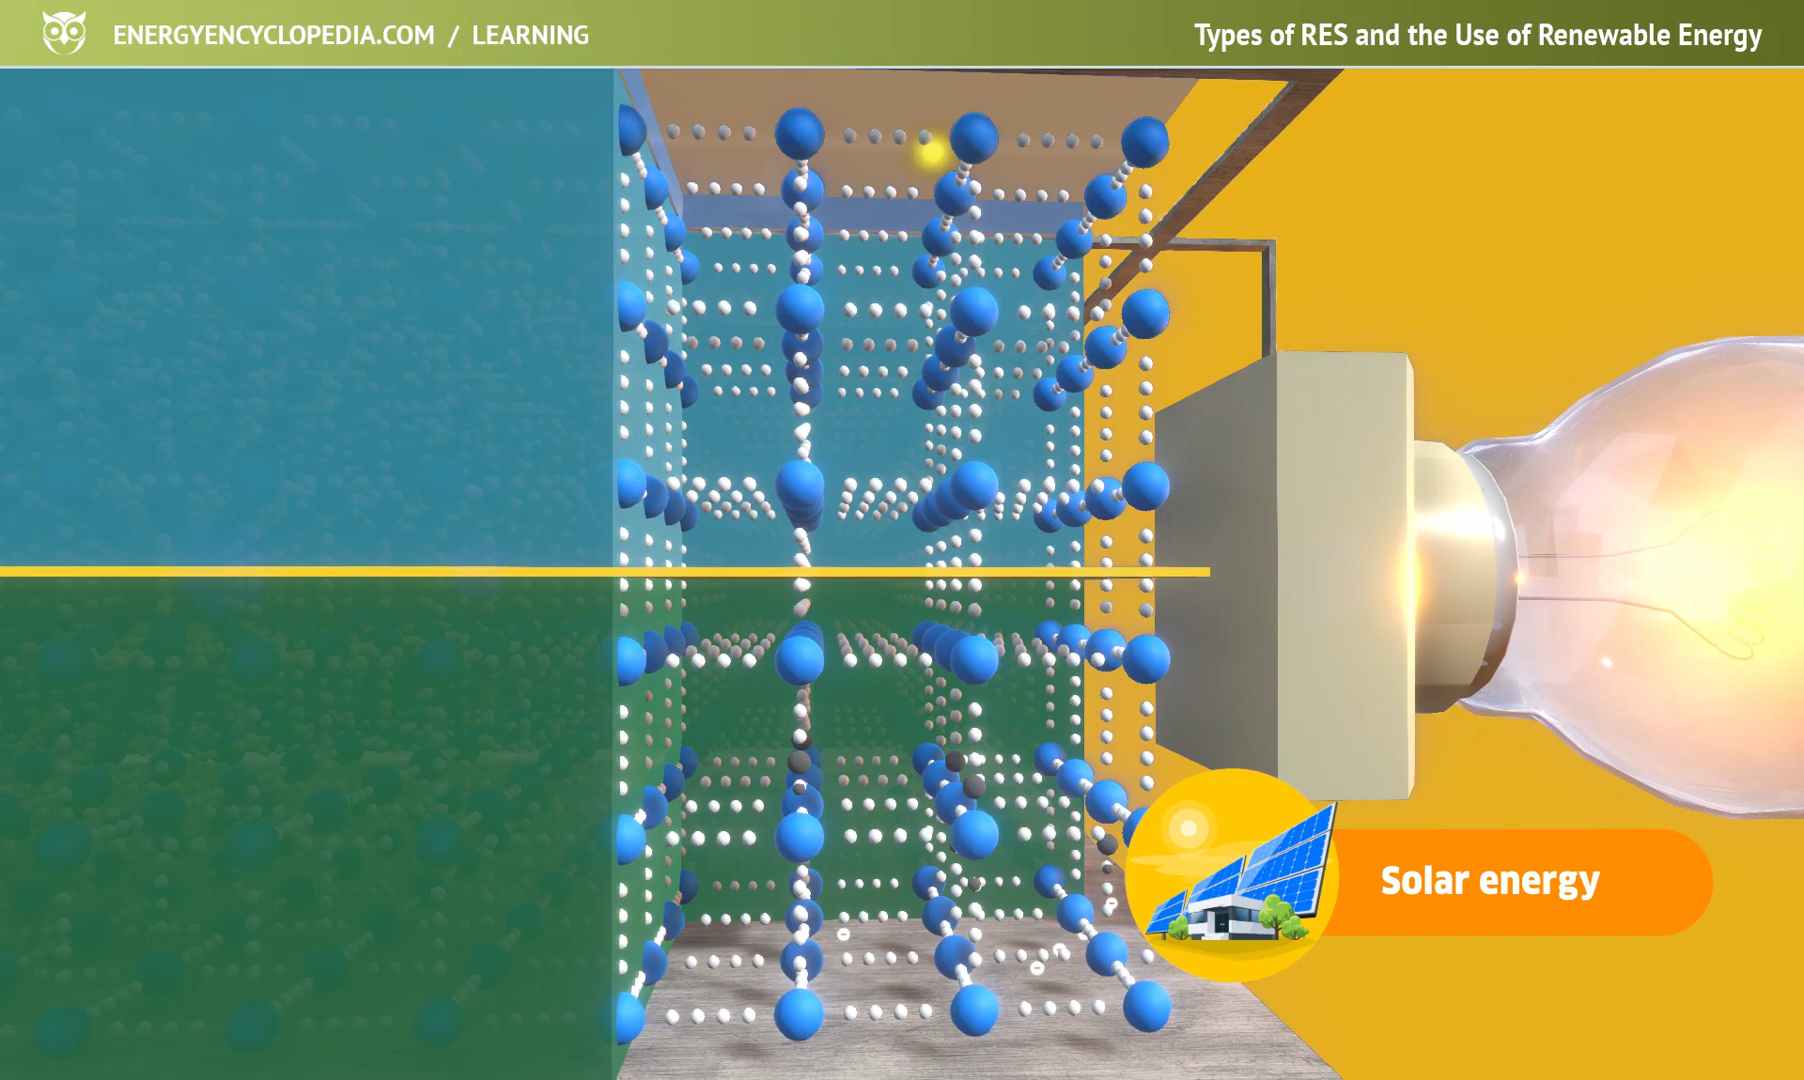 ENERGYENCYCLOPEDIA.COM / LEARNING
Types of RES and the Use of Renewable Energy
Solar energy